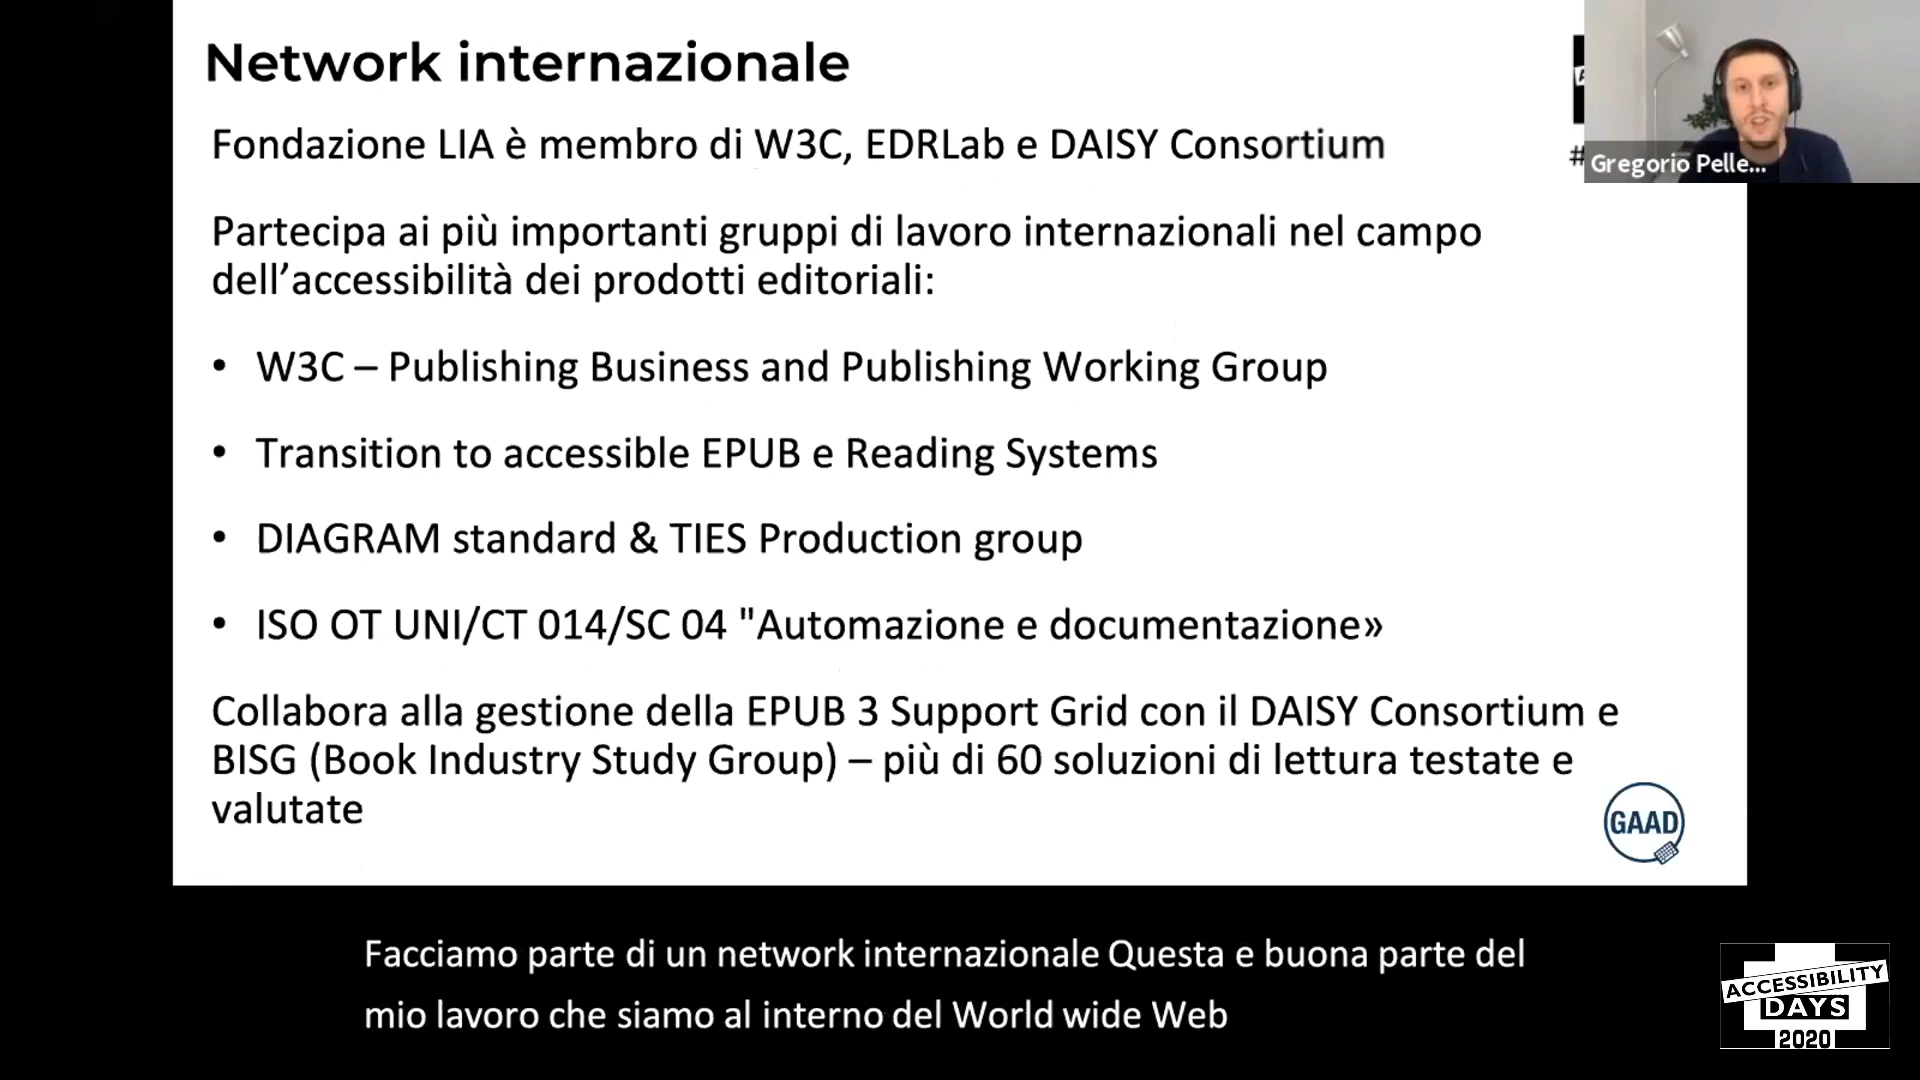 Network internazionale
Fondazione LIA è membro di W3C, EDRLab e DAISY Consortium
#
Gregorio Pelle...
Partecipa ai più importanti gruppi di lavoro internazionali nel campo
dell’accessibilità dei prodotti editoriali:
• W3C – Publishing Business and Publishing Working Group
• Transition to accessible EPUB e Reading Systems
• DIAGRAM standard & TIES Production group
• ISO OT UNI/CT 014/SC 04 "Automazione e documentazione»
Collabora alla gestione della EPUB 3 Support Grid con il DAISY Consortium e
BISG (Book Industry Study Group) – più di 60 soluzioni di lettura testate e
valutate
GAAD
Facciamo parte di un network internazionale Questa e buona parte del
mio lavoro che siamo al interno del World wide Web
ACCESSIBILITY
DAYS
2020